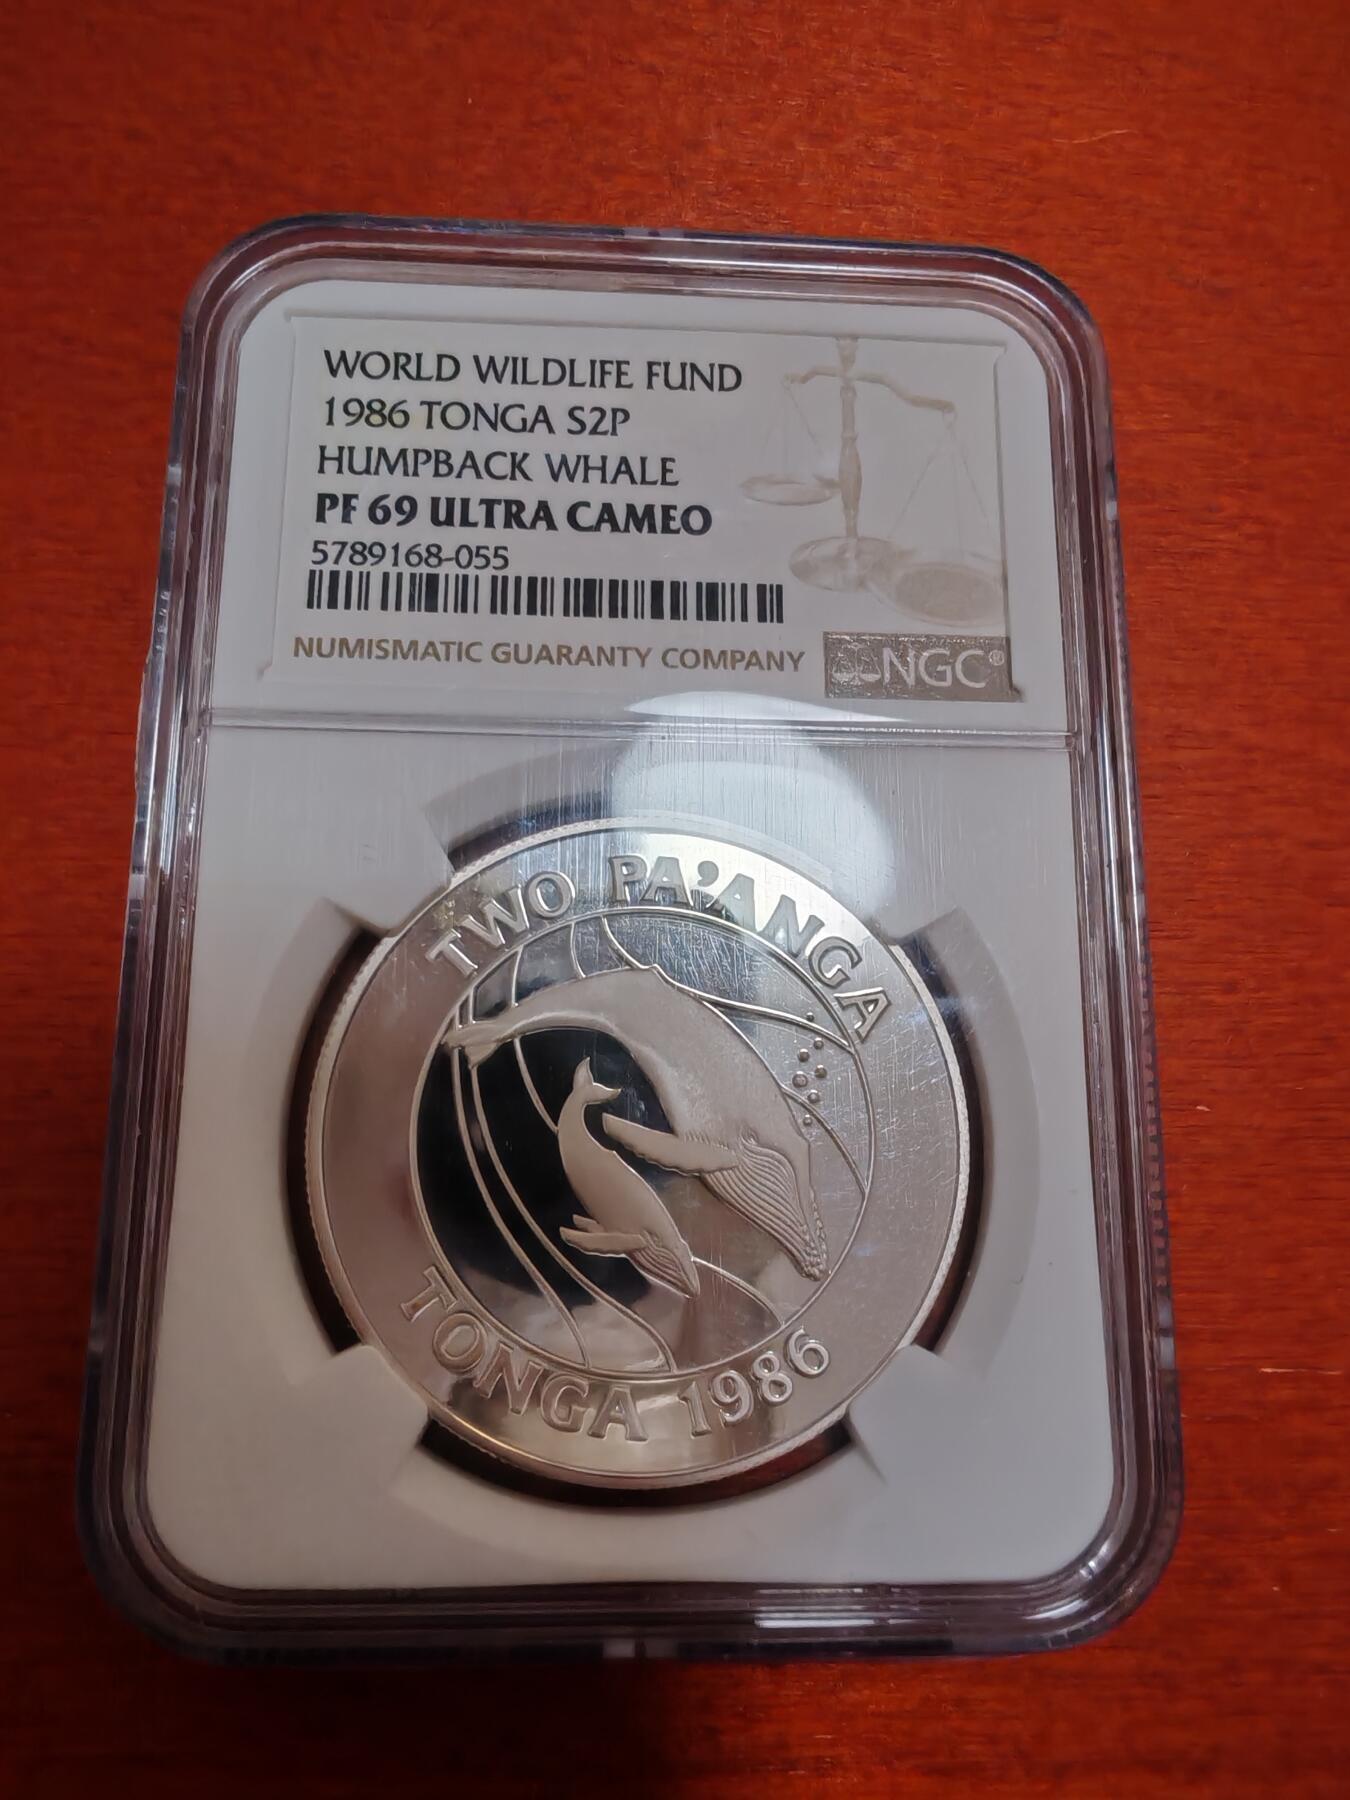 WORLD WILDLIFE FUND
1986 TONGA S2P
HUMPBACK WHALE
PF 69 ULTRA CAMEO
5789168-055
NUMISMATIC GUARANTY COMPANY
NGC®
TWO PA'ANGA
TONGA 1986